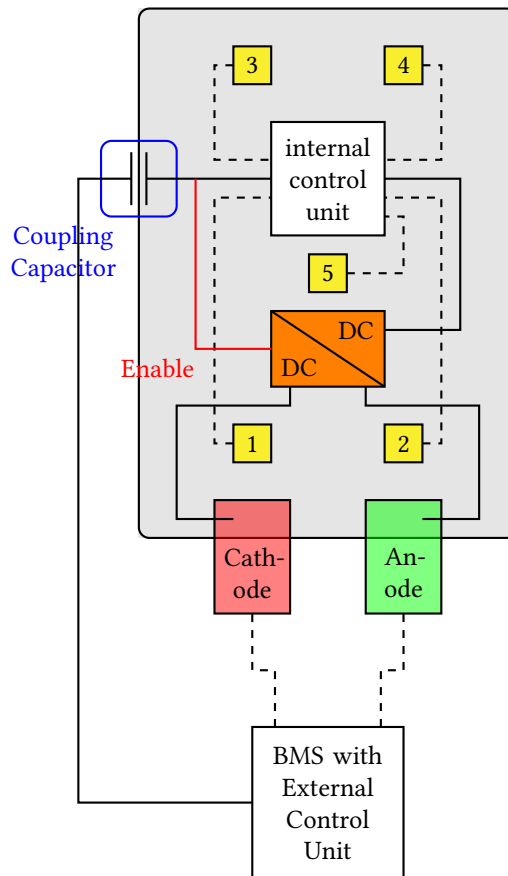 3
4
internal
control
unit
Coupling
Capacitor
5
DC
Enable
DC
1
2
Cath-
ode
An-
ode
BMS with
External
Control
Unit